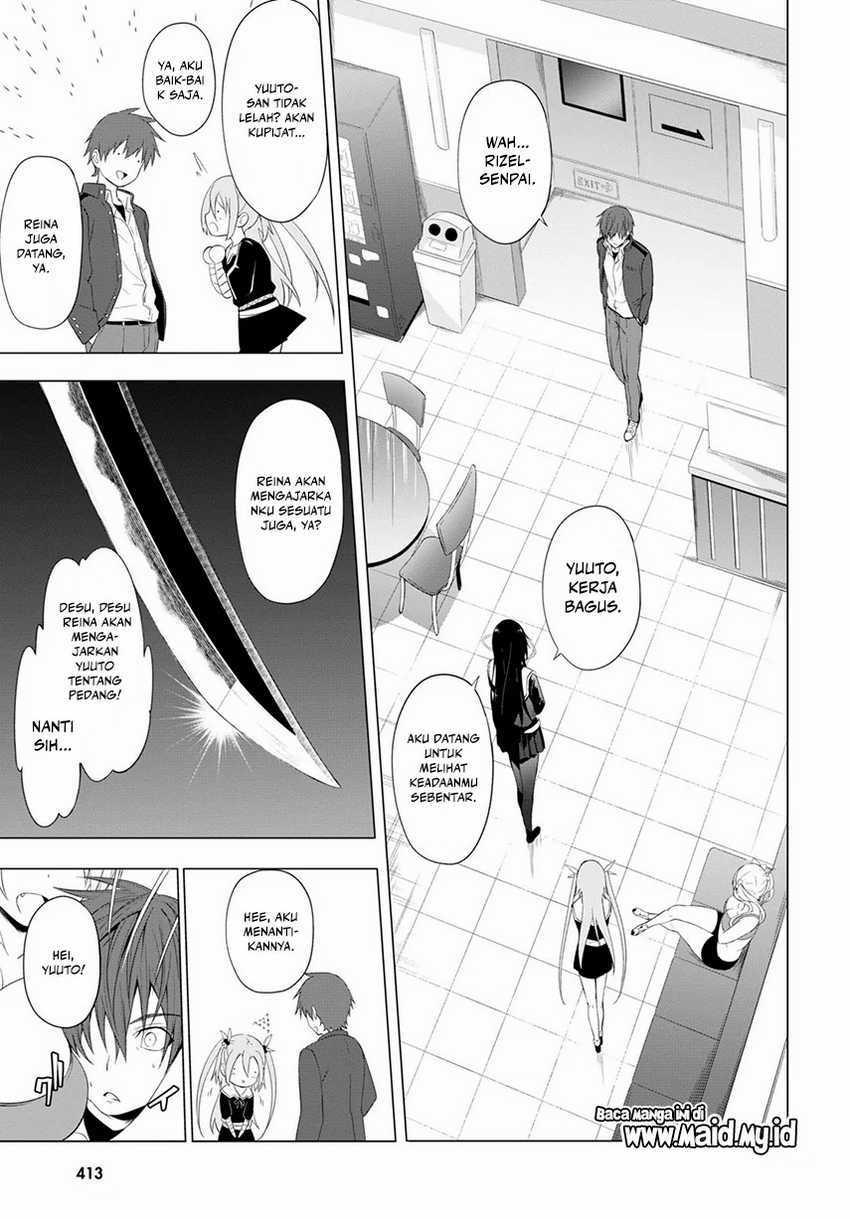 WAH...
RIZEL-
SENPAI.
EXIT
YUUTO,
KERJA
BAGUS.
AKU DATANG
UNTUK
MELIHAT
KEADAANMU
SEBENTAR.
YUUTO-
SAN TIDAK
LELAH? AKAN
KUPIJAT...
YA, AKU
BAIK-BAI
K SAJA.
REINA
JUGA
DATANG,
YA.
REINA AKAN
MENGAJARKA
NKU SESUATU
JUGA, YA?
DESU, DESU
REINA AKAN
MENGA-
JARKAN
YUUTO
TENTANG
PEDANG!
NANTI
SIH...
HEE, AKU
MENANTI-
KANNYA.
HEI,
YUUTO!
グイ
Baca Manga ini di
www.Maid.my.id
413